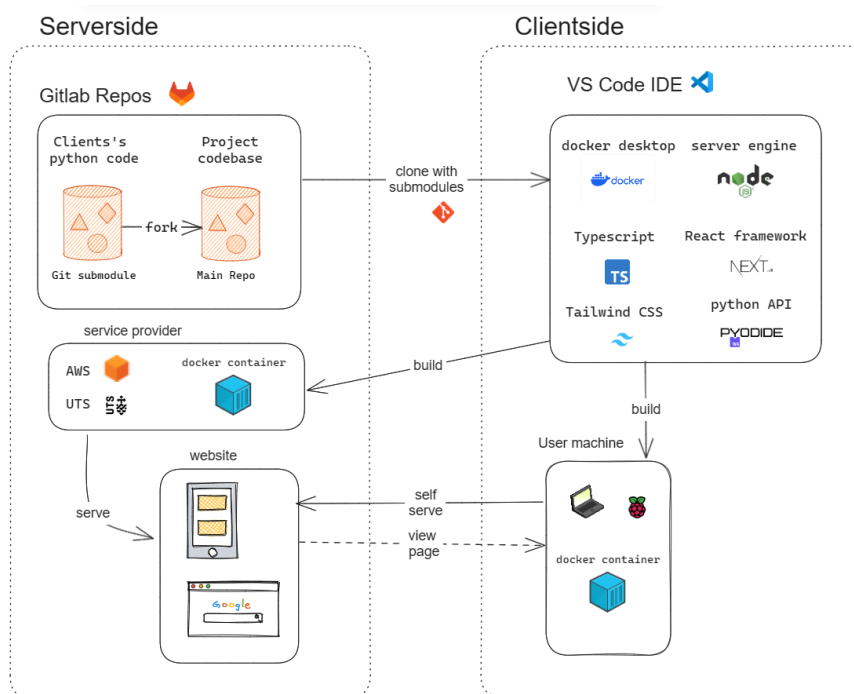 Serverside
Clientside
Gitlab Repos
VS Code IDE
Clients's
python code
Project
codebase
fork
Git submodule
Main Repo
clone with
submodules
docker desktop
server engine
docker
node
JS
Typescript
React framework
TS
NEXT.JS
Tailwind CSS
python API
PYODIDE
service provider
AWS
UTS
UTS
docker container
build
build
User machine
website
serve
self
serve
view
page
docker container
Google